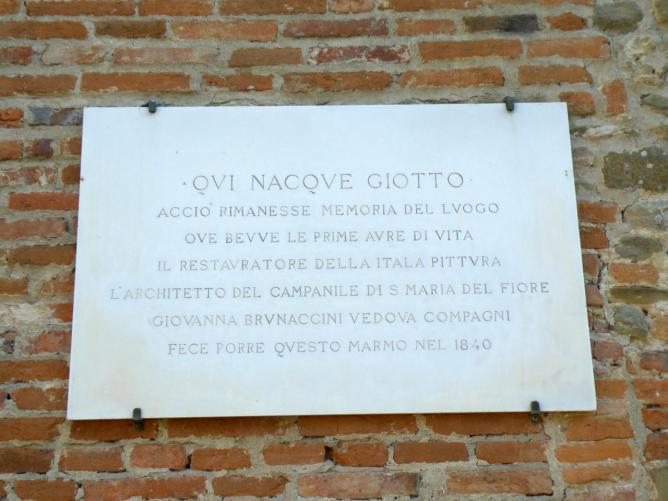 · QVI NACQVE GIOTTO ·
ACCIO' RIMANESSE MEMORIA DEL LVOGO
OVE BEVVE LE PRIME AVRE DI VITA
IL RESTAVRATORE DELLA ITALA PITTVRA
L'ARCHITETTO DEL CAMPANILE DI S. MARIA DEL FIORE
GIOVANNA BRVNACCINI VEDOVA COMPAGNI
FECE PORRE QVESTO MARMO NEL 1840